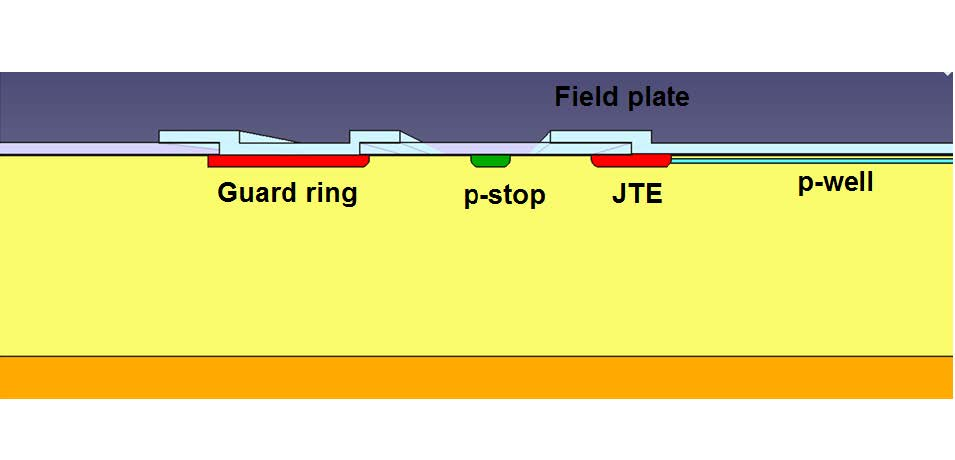 Field plate
Guard ring
p-stop
JTE
p-well